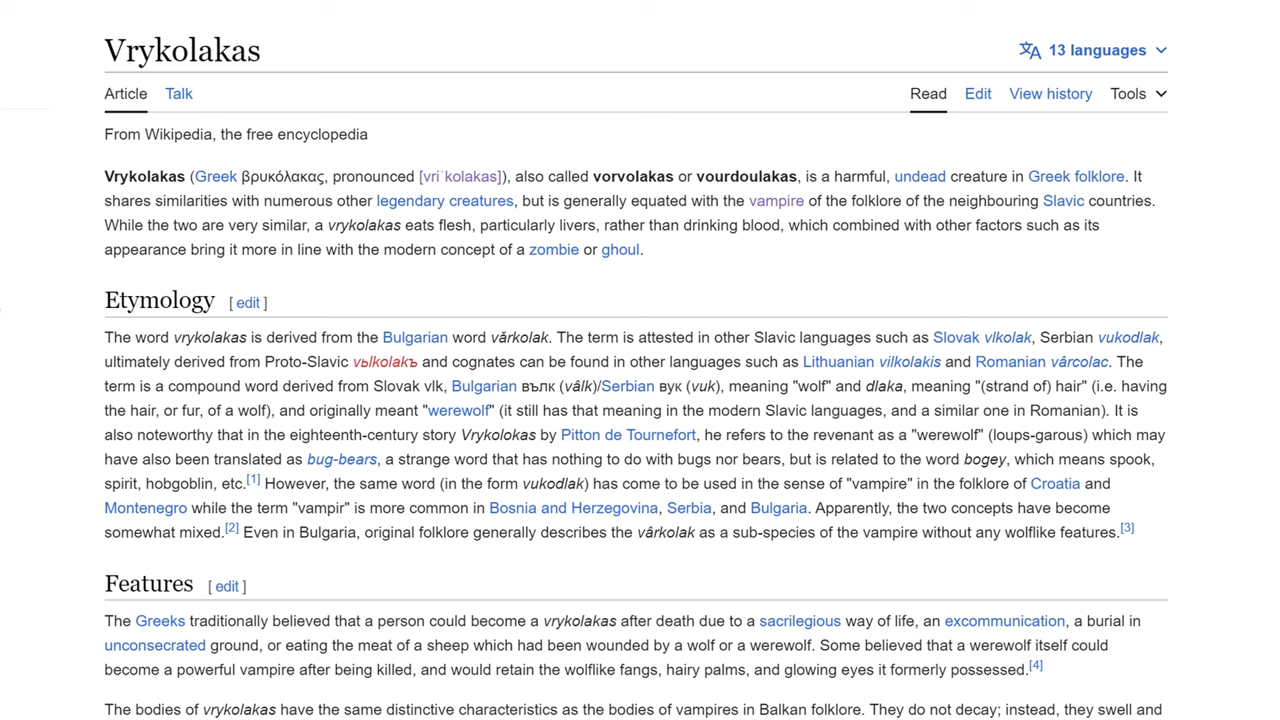 Vrykolakas
13 languages
Article Talk Read Edit View history Tools
From Wikipedia, the free encyclopedia
Vrykolakas (Greek βρυκόλακας, pronounced [vriˈkolakas]), also called vorvolakas or vourdoulakas, is a harmful, undead creature in Greek folklore. It
shares similarities with numerous other legendary creatures, but is generally equated with the vampire of the folklore of the neighbouring Slavic countries.
While the two are very similar, a vrykolakas eats flesh, particularly livers, rather than drinking blood, which combined with other factors such as its
appearance bring it more in line with the modern concept of a zombie or ghoul.
Etymology [ edit ]
The word vrykolakas is derived from the Bulgarian word vǎrkolak. The term is attested in other Slavic languages such as Slovak vlkolak, Serbian vukodlak,
ultimately derived from Proto-Slavic vьlkolakъ and cognates can be found in other languages such as Lithuanian vilkolakis and Romanian vârcolac. The
term is a compound word derived from Slovak vlk, Bulgarian вълк (vâlk)/Serbian вук (vuk), meaning "wolf" and dlaka, meaning "(strand of) hair" (i.e. having
the hair, or fur, of a wolf), and originally meant "werewolf" (it still has that meaning in the modern Slavic languages, and a similar one in Romanian). It is
also noteworthy that in the eighteenth-century story Vrykolokas by Pitton de Tournefort, he refers to the revenant as a "werewolf" (loups-garous) which may
have also been translated as bug-bears, a strange word that has nothing to do with bugs nor bears, but is related to the word bogey, which means spook,
spirit, hobgoblin, etc.[1] However, the same word (in the form vukodlak) has come to be used in the sense of "vampire" in the folklore of Croatia and
Montenegro while the term "vampir" is more common in Bosnia and Herzegovina, Serbia, and Bulgaria. Apparently, the two concepts have become
somewhat mixed.[2] Even in Bulgaria, original folklore generally describes the vârkolak as a sub-species of the vampire without any wolflike features.[3]
Features [ edit ]
The Greeks traditionally believed that a person could become a vrykolakas after death due to a sacrilegious way of life, an excommunication, a burial in
unconsecrated ground, or eating the meat of a sheep which had been wounded by a wolf or a werewolf. Some believed that a werewolf itself could
become a powerful vampire after being killed, and would retain the wolflike fangs, hairy palms, and glowing eyes it formerly possessed.[4]
The bodies of vrykolakas have the same distinctive characteristics as the bodies of vampires in Balkan folklore. They do not decay; instead, they swell and